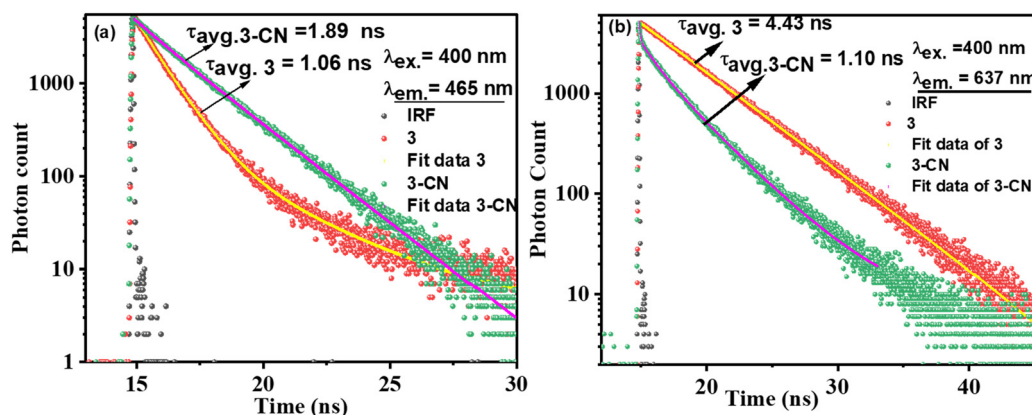 (a)
τavg.3-CN =1.89 ns
τavg. 3 = 1.06 ns
λex.= 400 nm
λem.= 465 nm
IRF
3
Fit data 3
3-CN
Fit data 3-CN
1000
100
10
1
Photon count
15
20
25
30
Time (ns)
(b)
τavg. 3 = 4.43 ns
τavg.3-CN = 1.10 ns
λex. =400 nm
λem. = 637 nm
IRF
3
Fit data of 3
3-CN
Fit data of 3-CN
1000
100
10
Photon Count
20
30
40
Time (ns)